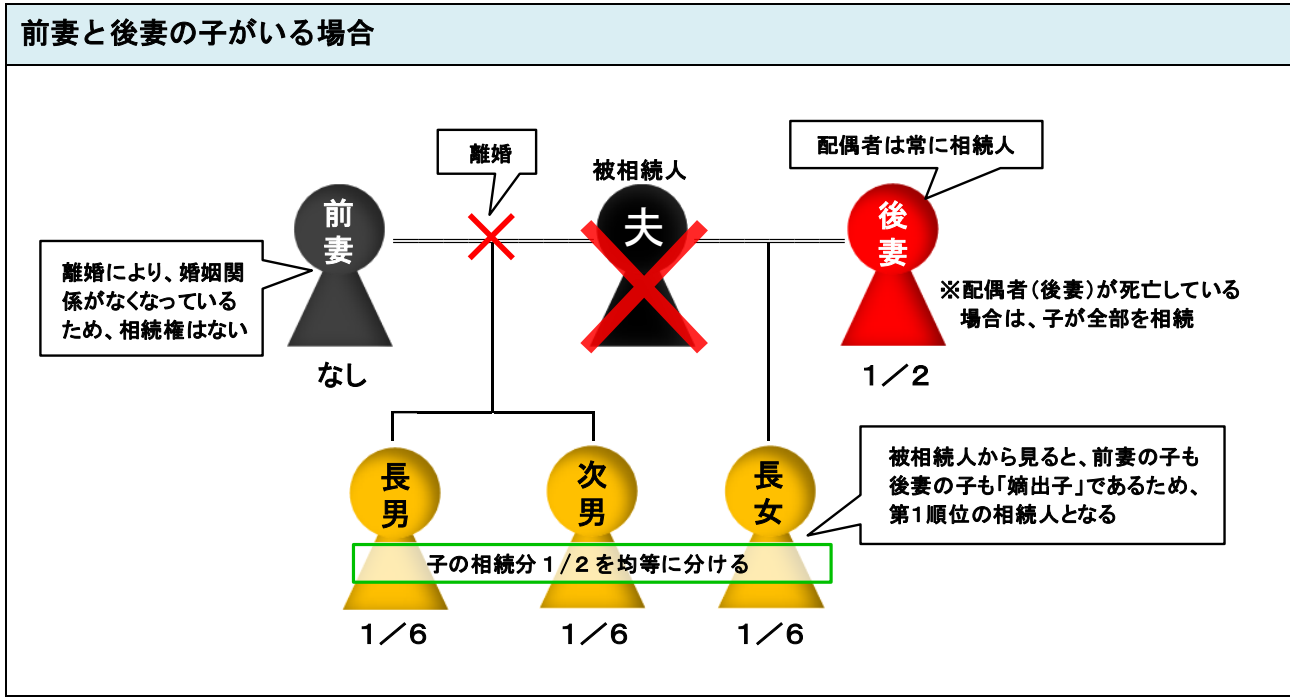 前妻と後妻の子がいる場合
離婚
被相続人
配偶者は常に相続人
前妻
夫
後妻
離婚により、婚姻関
係がなくなっている
ため、相続権はない
※配偶者(後妻)が死亡している
場合は、子が全部を相続
なし
1/2
長男
次男
長女
被相続人から見ると、前妻の子も
後妻の子も「嫡出子」であるため、
第1順位の相続人となる
子の相続分1/2を均等に分ける
1/6
1/6
1/6